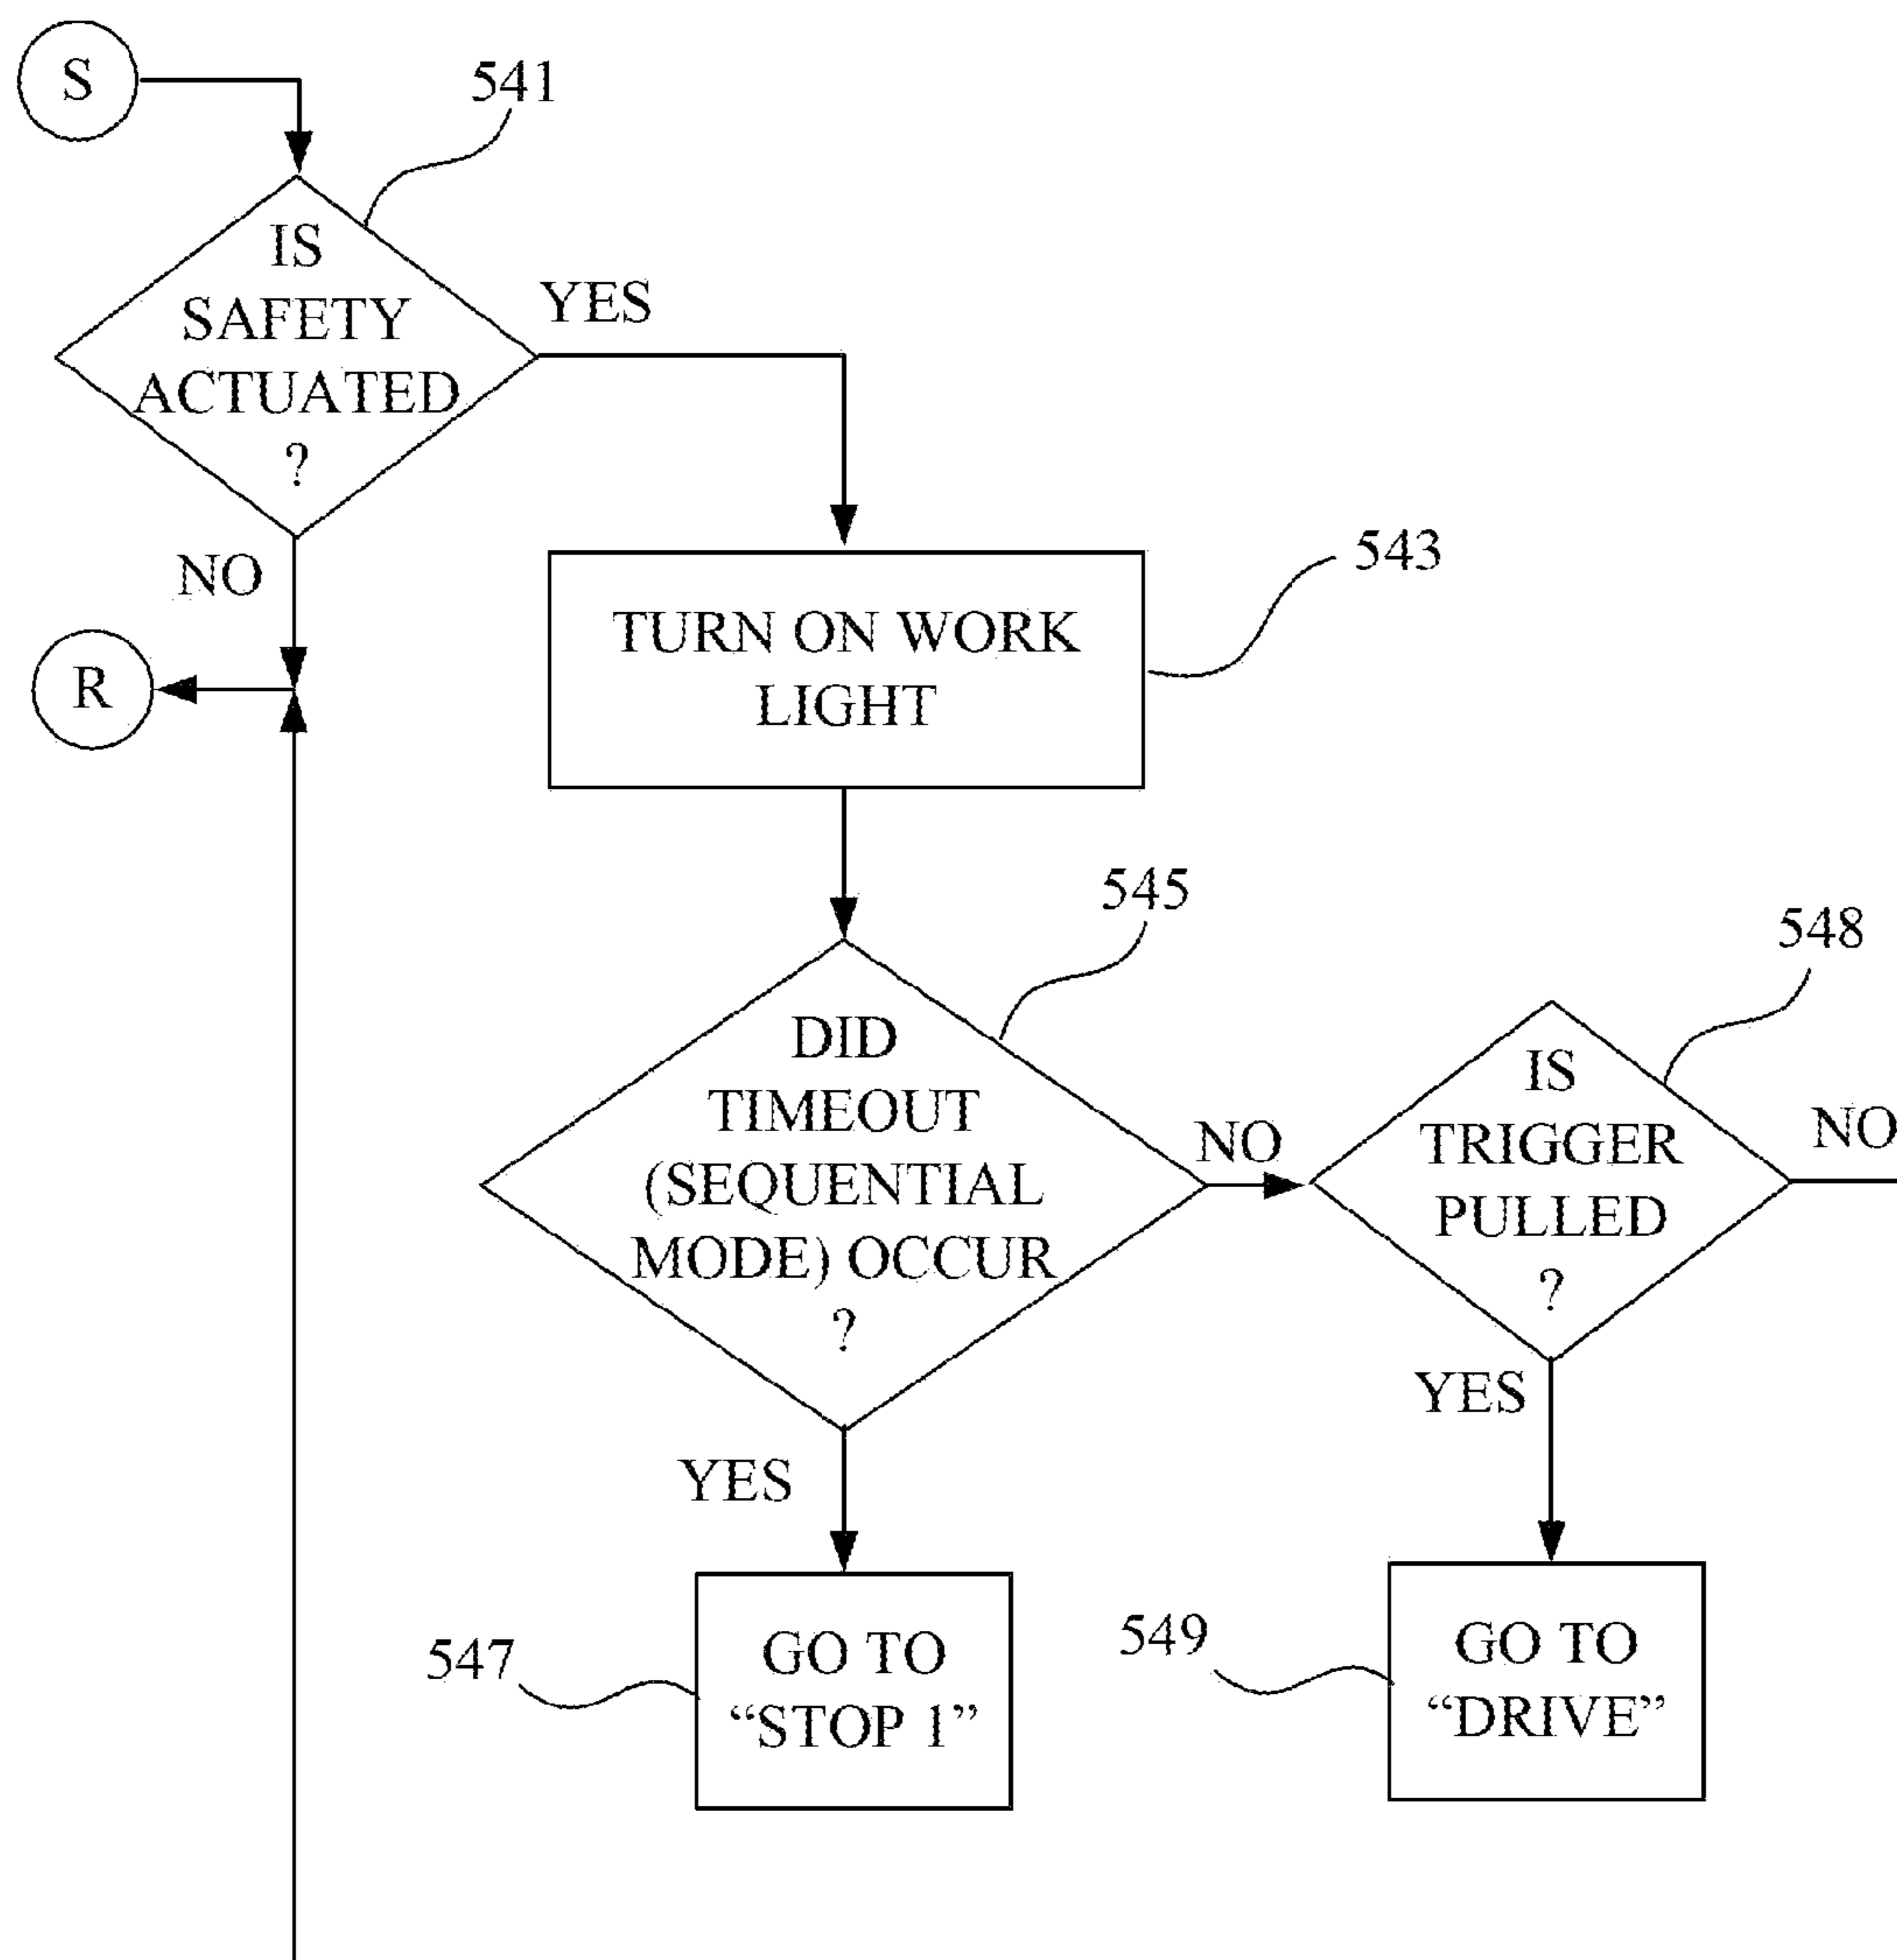 S
541
IS
SAFETY
ACTUATED
?
YES
NO
R
543
TURN ON WORK
LIGHT
545
DID
TIMEOUT
(SEQUENTIAL
MODE) OCCUR
?
NO
548
IS
TRIGGER
PULLED
?
NO
YES
YES
547
GO TO
“STOP 1”
549
GO TO
“DRIVE”